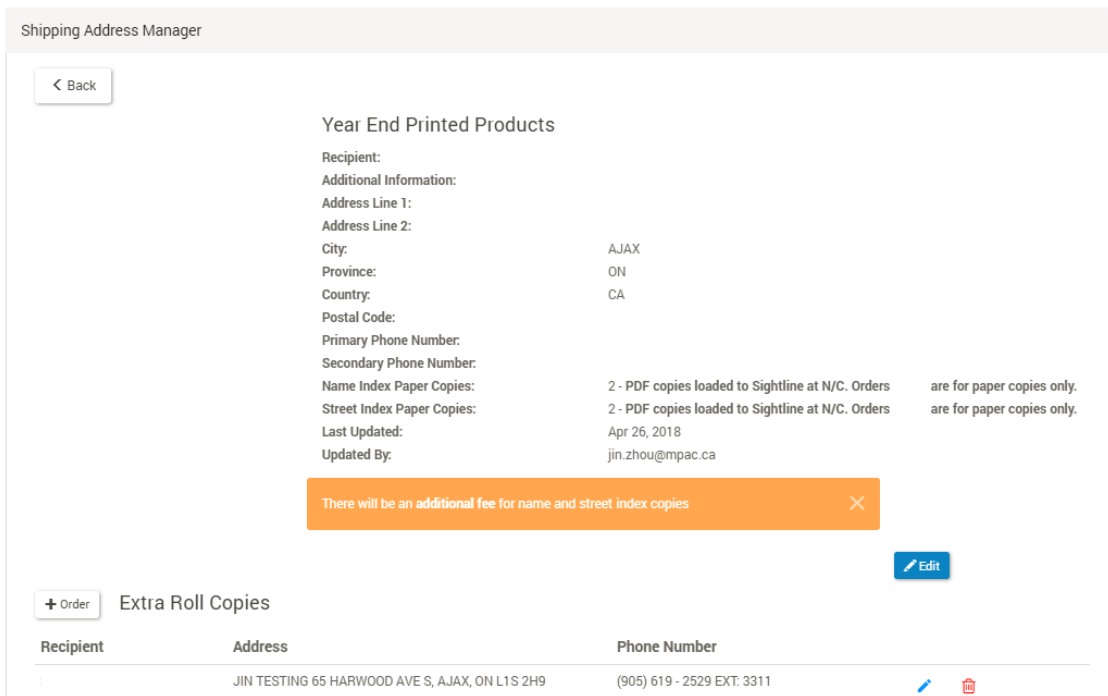 Shipping Address Manager
Back
Year End Printed Products
Recipient:
Additional Information:
Address Line 1:
Address Line 2:
City: AJAX
Province: ON
Country: CA
Postal Code:
Primary Phone Number:
Secondary Phone Number:
Name Index Paper Copies: 2 - PDF copies loaded to Sightline at N/C. Orders are for paper copies only.
Street Index Paper Copies: 2 - PDF copies loaded to Sightline at N/C. Orders are for paper copies only.
Last Updated: Apr 26, 2018
Updated By: jin.zhou@mpac.ca
There will be an additional fee for name and street index copies
Edit
+ Order Extra Roll Copies
Recipient Address Phone Number
JIN TESTING 65 HARWOOD AVE S, AJAX, ON L1S 2H9 (905) 619 - 2529 EXT: 3311